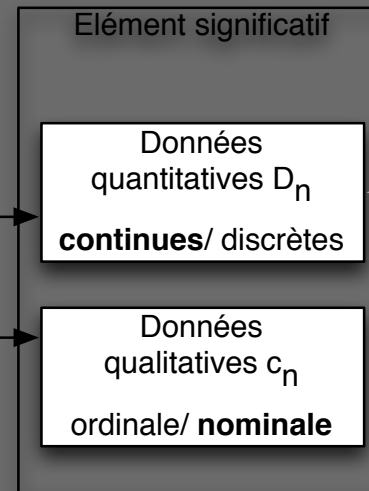 Elément significatif
Données
quantitatives Dn
continues/ discrètes
Données
qualitatives cn
ordinale/ nominale